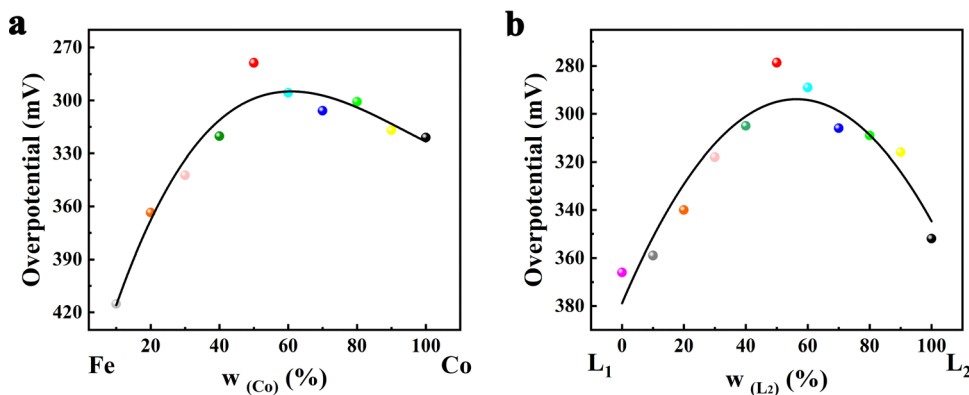 a
Overpotential (mV)
270
300
330
360
390
420
20 40 60 80 100
Fe Co
w (Co) (%)
b
Overpotential (mV)
280
300
320
340
360
380
0 20 40 60 80 100
L1 L2
w (L2) (%)